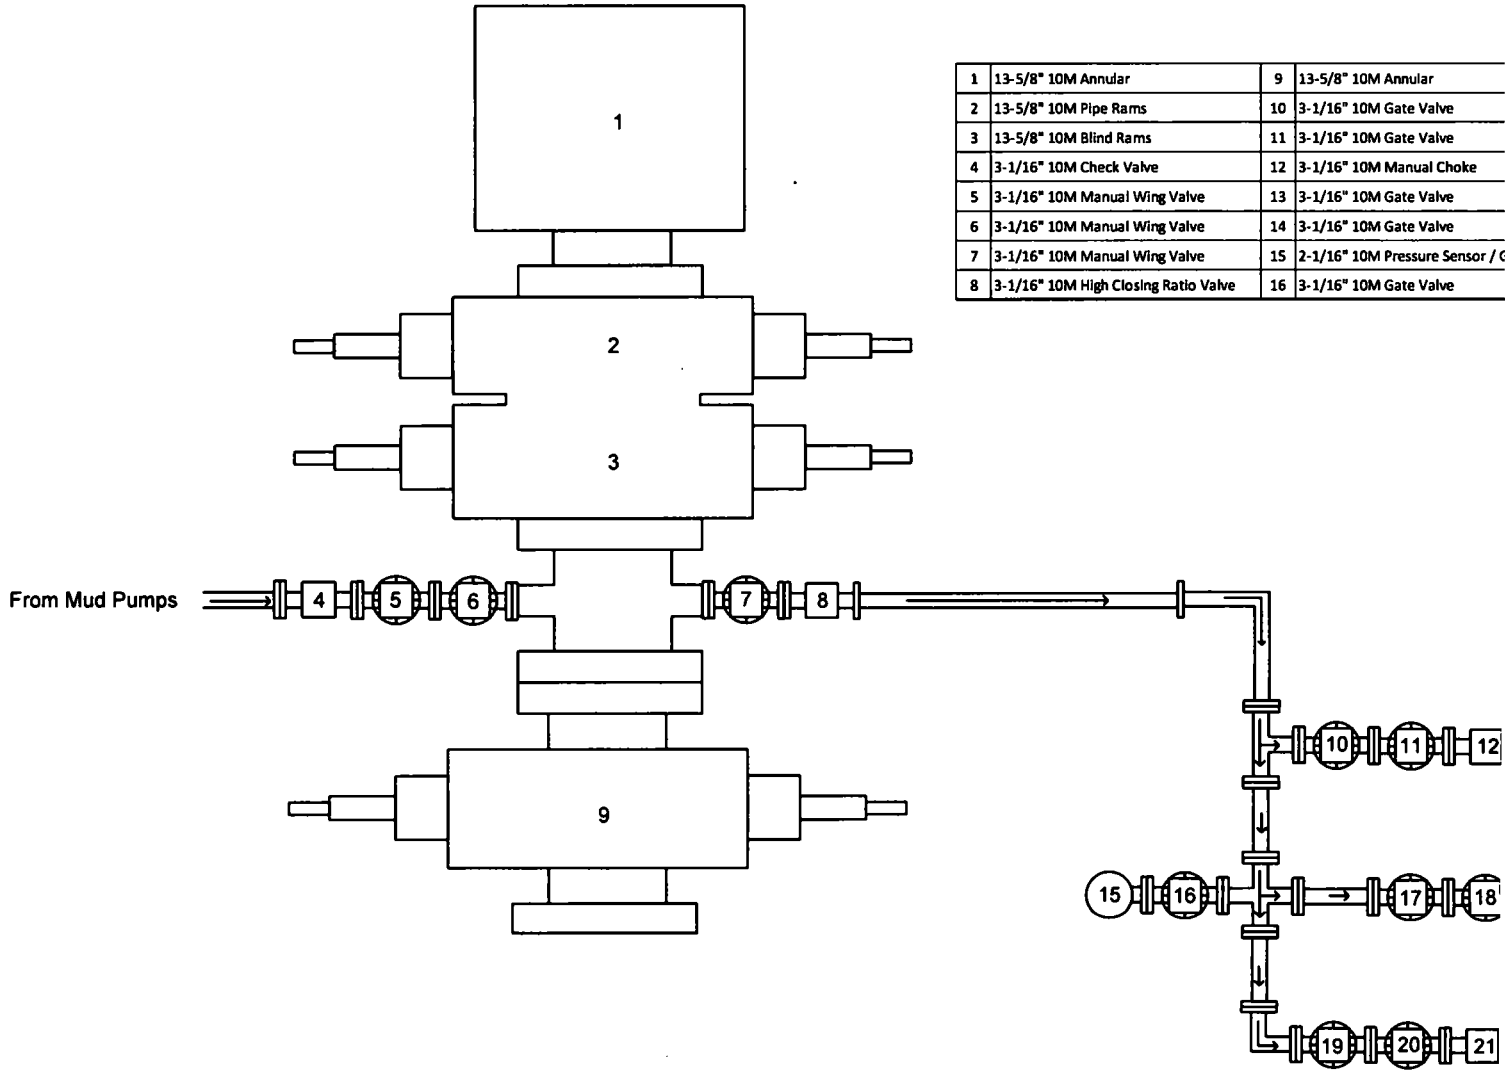 1 13-5/8" 10M Annular 9 13-5/8" 10M Annular
2 13-5/8" 10M Pipe Rams 10 3-1/16" 10M Gate Valve
3 13-5/8" 10M Blind Rams 11 3-1/16" 10M Gate Valve
4 3-1/16" 10M Check Valve 12 3-1/16" 10M Manual Choke
5 3-1/16" 10M Manual Wing Valve 13 3-1/16" 10M Gate Valve
6 3-1/16" 10M Manual Wing Valve 14 3-1/16" 10M Gate Valve
7 3-1/16" 10M Manual Wing Valve 15 2-1/16" 10M Pressure Sensor /
8 3-1/16" 10M High Closing Ratio Valve 16 3-1/16" 10M Gate Valve
1
2
3
From Mud Pumps 4 5 6 7 8
10 11 12
9
15 16 17 18
19 20 21